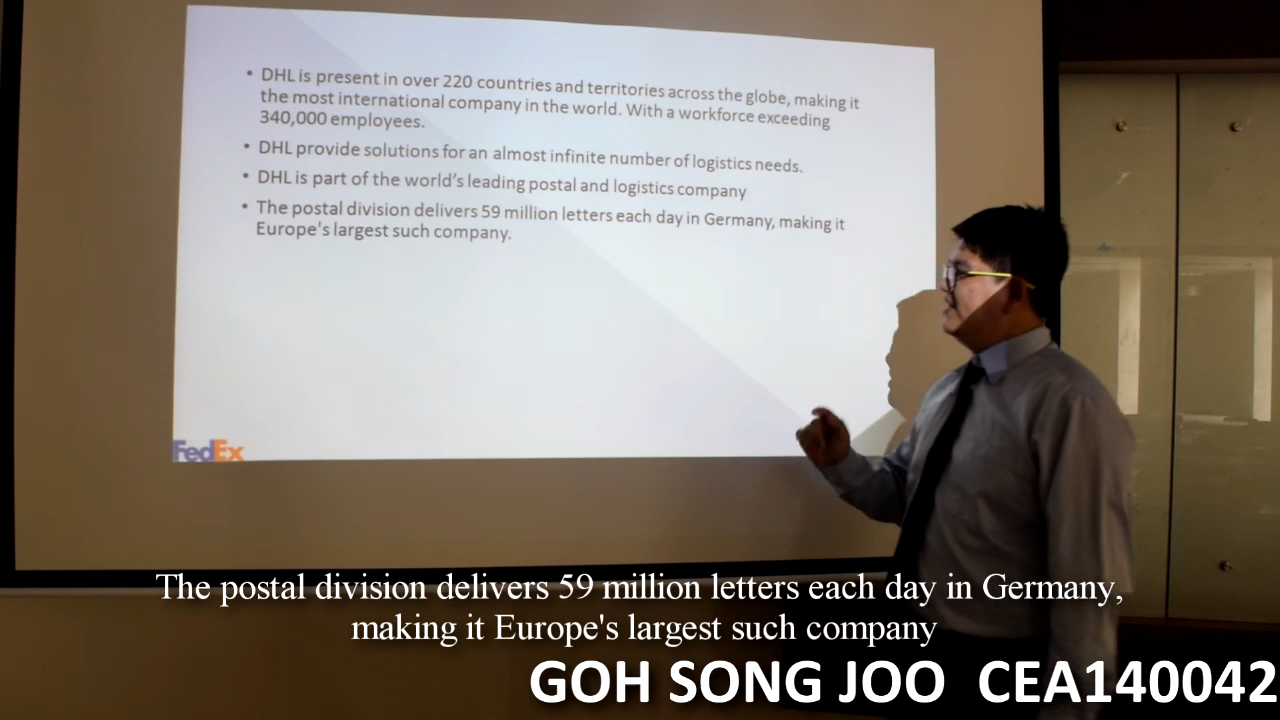 • DHL is present in over 220 countries and territories across the globe, making it
the most international company in the world. With a workforce exceeding
340,000 employees.
• DHL provide solutions for an almost infinite number of logistics needs.
• DHL is part of the world's leading postal and logistics company
• The postal division delivers 59 million letters each day in Germany, making it
Europe's largest such company.
FedEx
The postal division delivers 59 million letters each day in Germany,
making it Europe's largest such company
GOH SONG JOO CEA140042